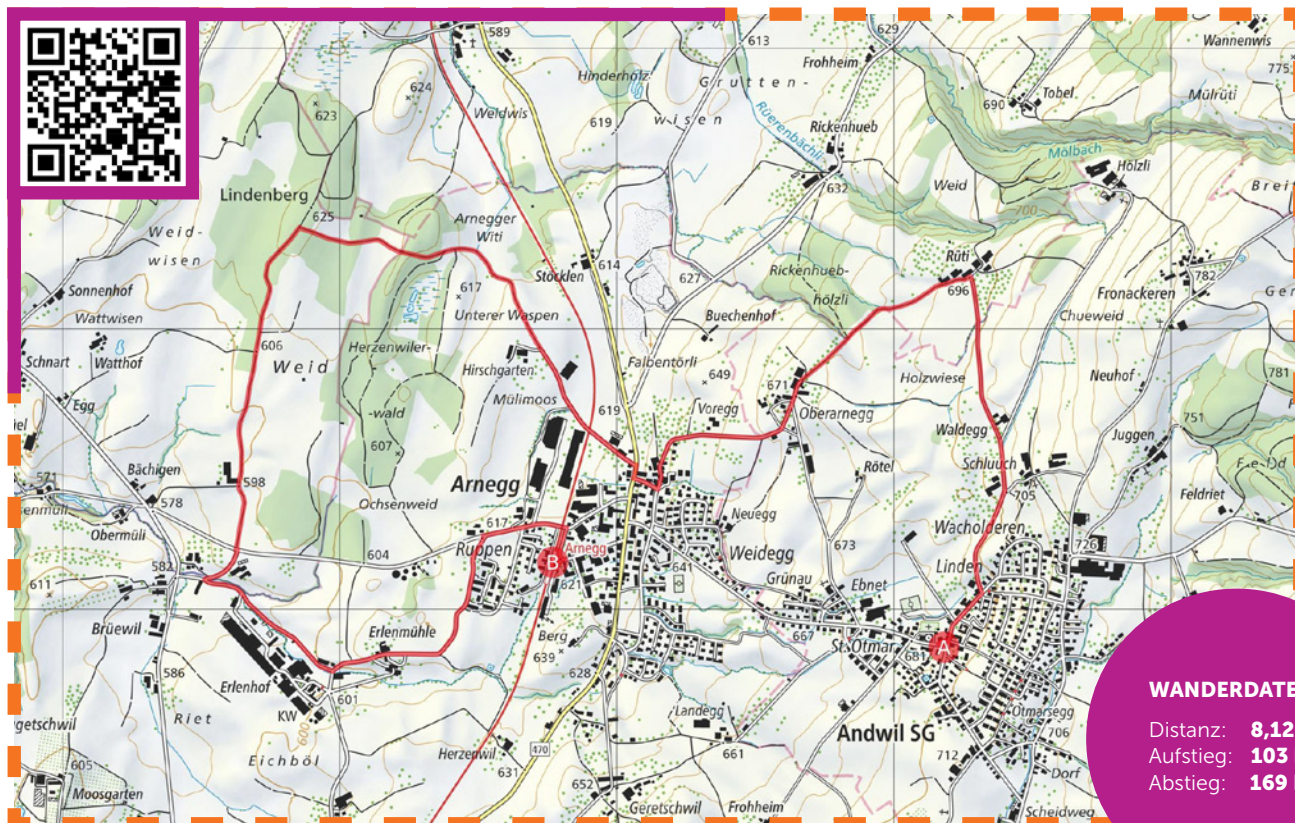 589
613
629
Frohheim
Wannenwis
775
Hinderholz
Grutten-
624
690
Tobel
Mülrüti
623
Weidwis
619
wisen
Rüerenbächli
Rickenhueb
Mölbach
Hölzli
632
Weid
Lindenberg
700
625
Arnegger
Witi
Weid-
wisen
614
Rüti
Stöcklen
627
Rickenhueb-
hölzli
696
782
Sonnenhof
617
Fronackeren
Wattwisen
Unterer Waspen
Buechenhof
Chueweid
606
Schnart
Watthof
Weid
Herzenwiler-
Falbentörli
Hirschgarten
649
671
Holzwiese
Neuhof
781
Egg
Mülimoos
-wald
619
Voregg
Oberarnegg
Waldegg
751
607
Juggen
Bächigen
Schluuch
571
598
Arnegg
Rötel
705
578
Ochsenweid
Feldriet
Obermüli
617
Neuegg
Wacholderen
Ruppen
Arnegg
Weidegg
726
604
B
673
Linden
582
621
641
Grünau
Ebnet
611
Brüewil
Erlenmühle
Berg
667
St. Otmar
A
639
681
586
628
WANDERDATE
Erlenhof
601
Otmarsegg
Riet
KW
Landegg
Distanz: 8,12
getschwil
600
Andwil SG
706
Aufstieg: 103
Herzenwil
470
661
712
Eichböl
605
631
Dorf
Abstieg: 169
652
Moosgarten
Geretschwil
Frohheim
Scheidweg